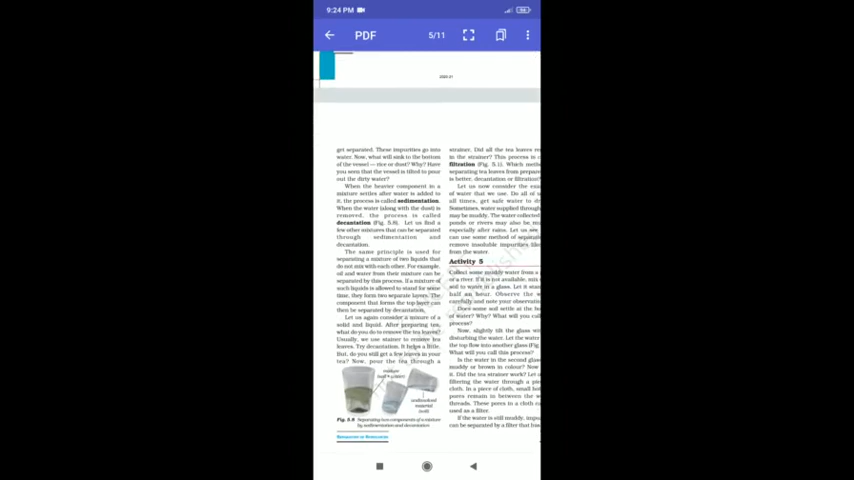 9:24 PM
56
PDF
5/11
2020-21
get separated. These impurities go into
water. Now, what will sink to the bottom
of the vessel — rice or dust? Why? Have
you seen that the vessel is tilted to pour
out the dirty water?
When the heavier component in a
mixture settles after water is added to
it, the process is called sedimentation.
When the water (along with the dust) is
removed, the process is called
decantation (Fig. 5.8). Let us find a
few other mixtures that can be separated
through sedimentation and
decantation.
The same principle is used for
separating a mixture of two liquids that
do not mix with each other. For example,
oil and water from their mixture can be
separated by this process. If a mixture of
such liquids is allowed to stand for some
time, they form two separate layers. The
component that forms the top layer can
then be separated by decantation.
Let us again consider a mixture of a
solid and liquid. After preparing tea,
what do you do to remove the tea leaves?
Usually, we use strainer to remove tea
leaves. Try decantation. It helps a little.
But, do you still get a few leaves in your
tea? Now, pour the tea through a
mixture
(soil + water)
undissolved
material
(soil)
Fig. 5.8 Separating two components of a mixture
by sedimentation and decantation
strainer. Did all the tea leaves re
in the strainer? This process is c
filtration (Fig. 5.1). Which meth
separating tea leaves from prepare
is better, decantation or filtration?
Let us now consider the exa
of water that we use. Do all of u
all times, get safe water to dr
Sometimes, water supplied through
may be muddy. The water collected
ponds or rivers may also be mu
especially after rains. Let us see
can use some method of separati
remove insoluble impurities like
from the water.
Activity 5
Collect some muddy water from a
or a river. If it is not available, mix
soil to water in a glass. Let it stand
half an hour. Observe the w
carefully and note your observatio
Does some soil settle at the b
of water? Why? What will you call
process?
Now, slightly tilt the glass wi
disturbing the water. Let the water
the top flow into another glass (Fig
What will you call this process?
Is the water in the second glass
muddy or brown in colour? Now
it. Did the tea strainer work? Let u
filtering the water through a pie
cloth. In a piece of cloth, small ho
pores remain in between the w
threads. These pores in a cloth ca
used as a filter.
If the water is still muddy, impu
can be separated by a filter that has